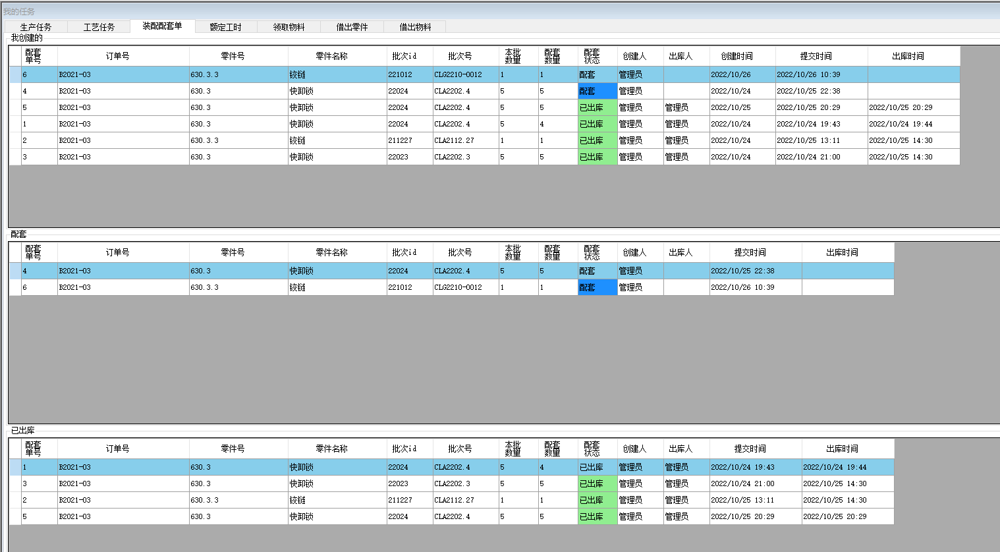 我的任务
生产任务 工艺任务 装配配套单 额定工时 领取物料 借出零件 借出物料
我创建的
配套单号 订单号 零件号 零件名称 批次id 批次号 本批数量 配套数量 配套状态 创建人 出库人 创建时间 提交时间 出库时间
6 B2021-03 630.3.3 铰链 221012 CLG2210-0012 1 1 配套 管理员 2022/10/26 2022/10/26 10:39
4 B2021-03 630.3 快卸锁 22024 CLA2202.4 5 5 配套 管理员 2022/10/24 2022/10/25 22:38
5 B2021-03 630.3 快卸锁 22024 CLA2202.4 5 5 已出库 管理员 管理员 2022/10/25 2022/10/25 20:29 2022/10/25 20:29
1 B2021-03 630.3 快卸锁 22024 CLA2202.4 5 4 已出库 管理员 管理员 2022/10/24 2022/10/24 19:43 2022/10/24 19:44
2 B2021-03 630.3.3 铰链 211227 CLA2112.27 1 1 已出库 管理员 管理员 2022/10/24 2022/10/25 13:11 2022/10/25 14:30
3 B2021-03 630.3 快卸锁 22023 CLA2202.3 5 5 已出库 管理员 管理员 2022/10/24 2022/10/24 21:00 2022/10/25 14:30
配套
配套单号 订单号 零件号 零件名称 批次id 批次号 本批数量 配套数量 配套状态 创建人 出库人 提交时间 出库时间
4 B2021-03 630.3 快卸锁 22024 CLA2202.4 5 5 配套 管理员 2022/10/25 22:38
6 B2021-03 630.3.3 铰链 221012 CLG2210-0012 1 1 配套 管理员 2022/10/26 10:39
已出库
配套单号 订单号 零件号 零件名称 批次id 批次号 本批数量 配套数量 配套状态 创建人 出库人 提交时间 出库时间
1 B2021-03 630.3 快卸锁 22024 CLA2202.4 5 4 已出库 管理员 管理员 2022/10/24 19:43 2022/10/24 19:44
3 B2021-03 630.3 快卸锁 22023 CLA2202.3 5 5 已出库 管理员 管理员 2022/10/24 21:00 2022/10/25 14:30
2 B2021-03 630.3.3 铰链 211227 CLA2112.27 1 1 已出库 管理员 管理员 2022/10/25 13:11 2022/10/25 14:30
5 B2021-03 630.3 快卸锁 22024 CLA2202.4 5 5 已出库 管理员 管理员 2022/10/25 20:29 2022/10/25 20:29